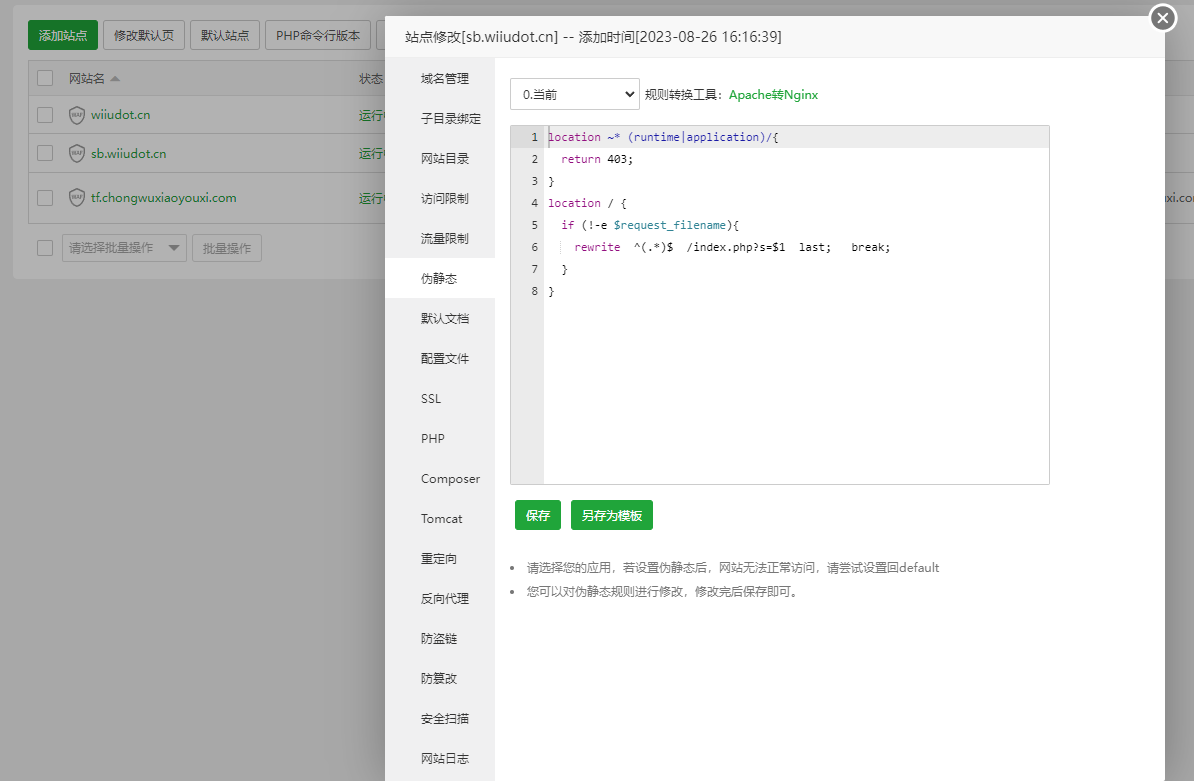 添加站点 修改默认页 默认站点 PHP命令行版本
网站名 状态
wiiudot.cn 运行
sb.wiiudot.cn 运行
tf.chongwuxiaoyouxi.com 运行
请选择批量操作 批量操作
站点修改[sb.wiiudot.cn] -- 添加时间[2023-08-26 16:16:39]
域名管理
子目录绑定
网站目录
访问限制
流量限制
伪静态
默认文档
配置文件
SSL
PHP
Composer
Tomcat
重定向
反向代理
防盗链
防篡改
安全扫描
网站日志
0.当前 规则转换工具：Apache转Nginx
1 location ~* (runtime|application)/{
2 return 403;
3 }
4 location / {
5 if (!-e $request_filename){
6 rewrite  ^(.*)$  /index.php?s=$1  last;   break;
7 }
8 }
保存 另存为模板
请选择您的应用，若设置伪静态后，网站无法正常访问，请尝试设置回default
您可以对伪静态规则进行修改，修改完后保存即可。